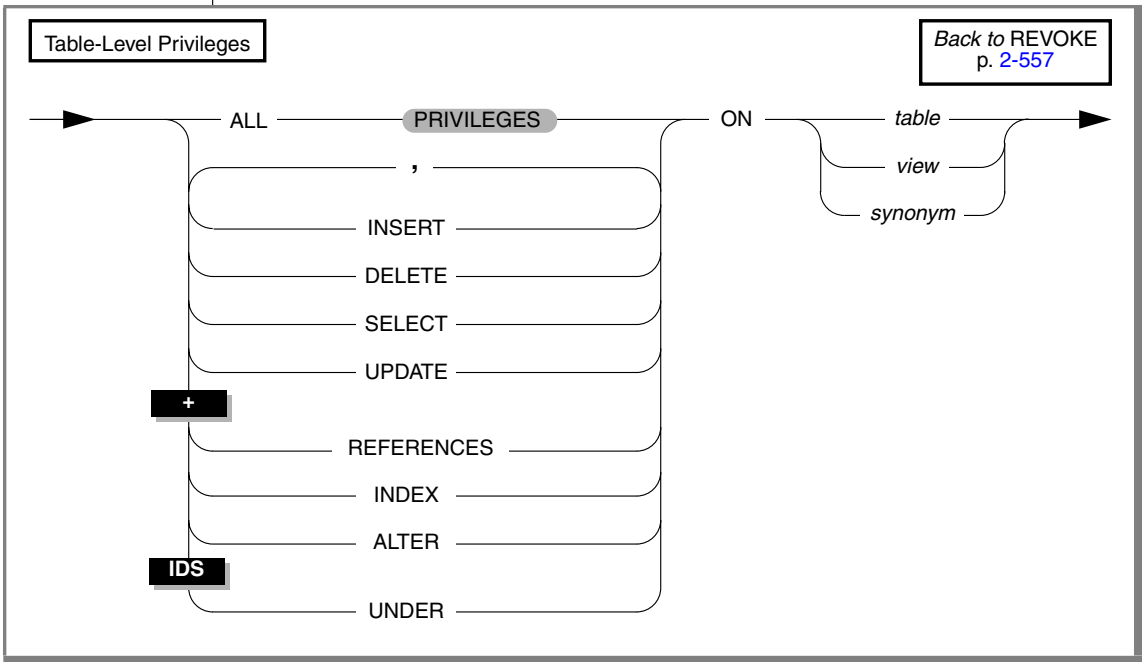 Table-Level Privileges
Back to REVOKE
p. 2-557
ALL PRIVILEGES ON table
,
view
INSERT
synonym
DELETE
SELECT
UPDATE
+
REFERENCES
INDEX
ALTER
IDS
UNDER